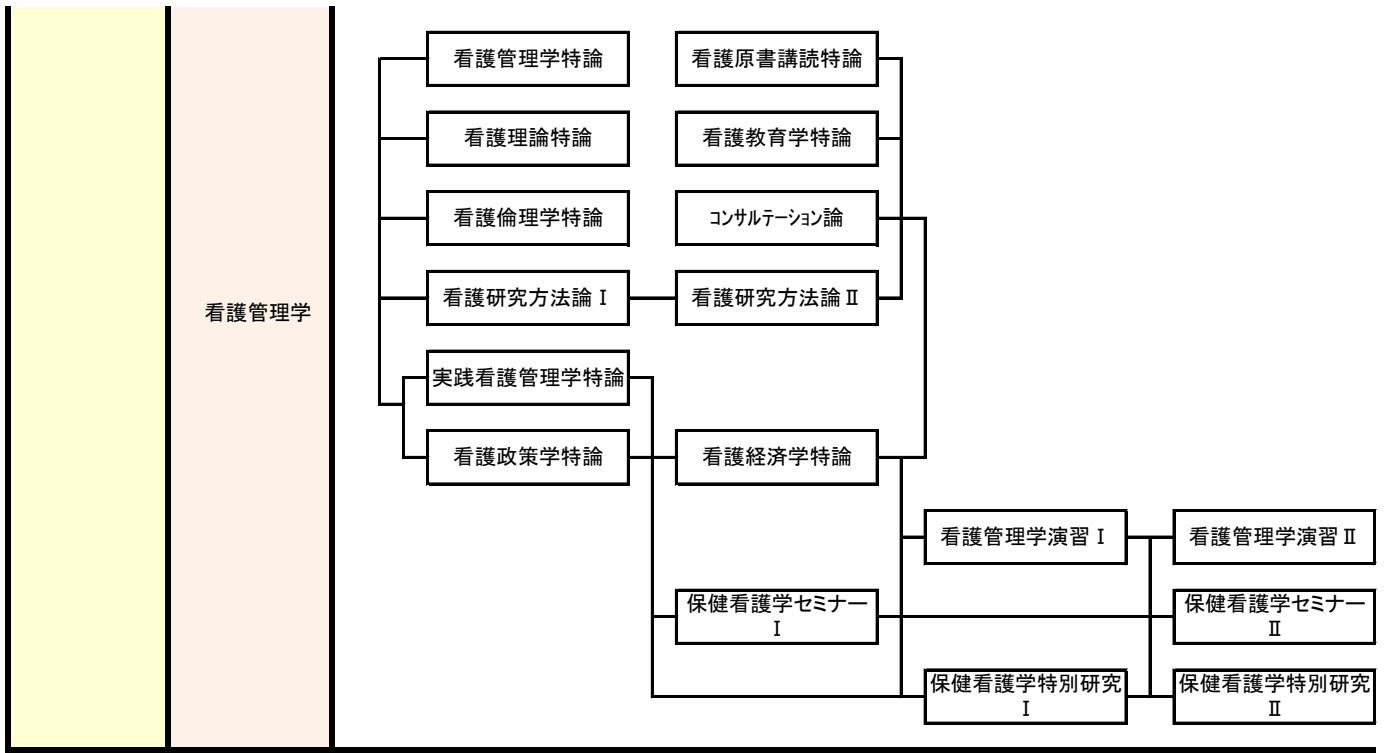 看護管理学
看護管理学特論
看護原書講読特論
看護理論特論
看護教育学特論
看護倫理学特論
コンサルテーション論
看護研究方法論Ⅰ
看護研究方法論Ⅱ
実践看護管理学特論
看護政策学特論
看護経済学特論
看護管理学演習Ⅰ
看護管理学演習Ⅱ
保健看護学セミナー
Ⅰ
保健看護学セミナー
Ⅱ
保健看護学特別研究
Ⅰ
保健看護学特別研究
Ⅱ